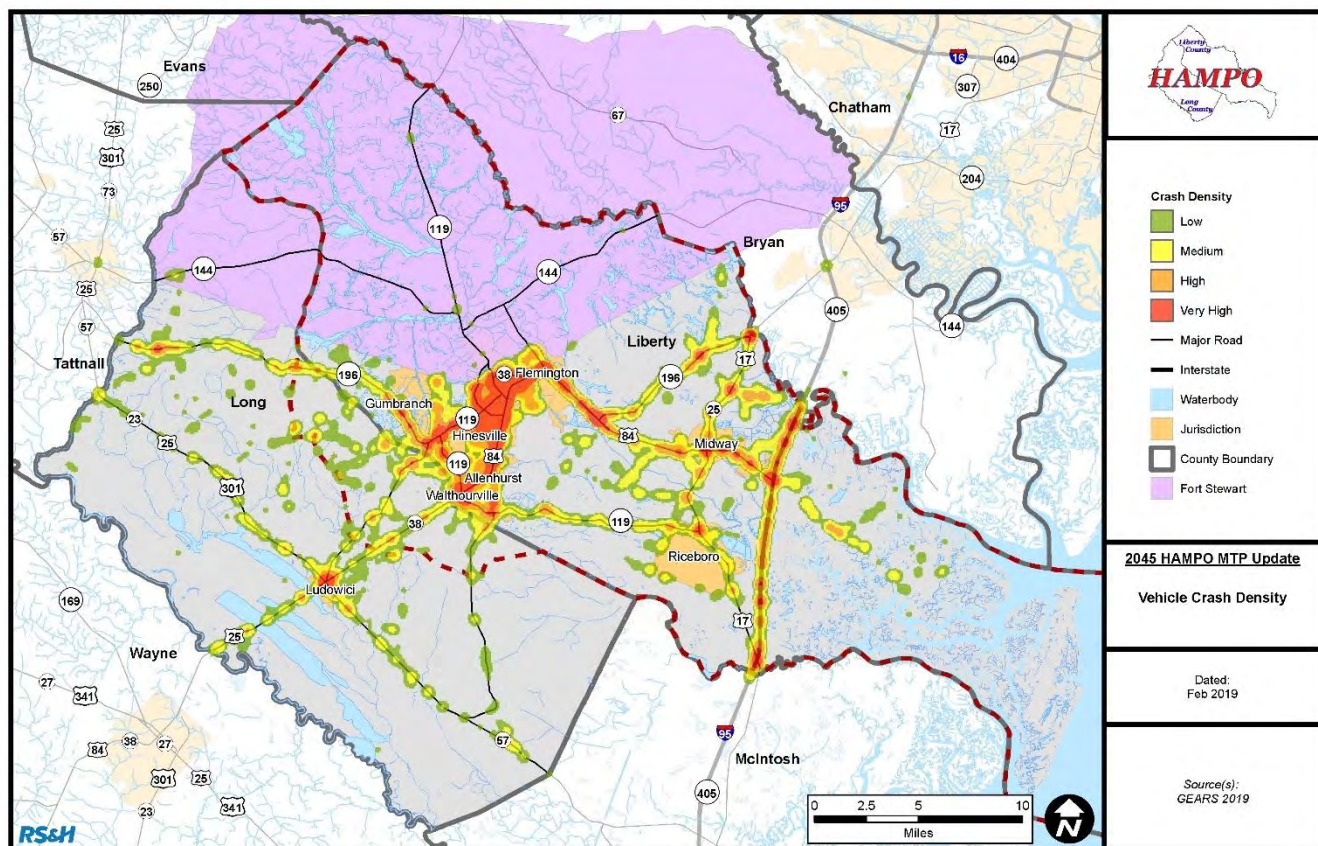 Evans
250
16
404
Liberty
County
HAMPO
Long
County
307
Chatham
67
17
25
301
204
73
119
95
57
Bryan
144
144
25
405
144
57
Liberty
17
Tattnall
38
Flemington
196
196
Long
Gumbranch
119
25
23
Hinesville
84
Midway
25
84
119
Allenhurst
301
Walthourville
38
119
Riceboro
Ludowici
169
17
25
Wayne
27
341
57
95
McIntosh
84
38
27
301
25
405
23
341
0 2.5 5 10
Miles
N
RS&H
Crash Density
Low
Medium
High
Very High
Major Road
Interstate
Waterbody
Jurisdiction
County Boundary
Fort Stewart
2045 HAMPO MTP Update
Vehicle Crash Density
Dated:
Feb 2019
Source(s):
GEARS 2019